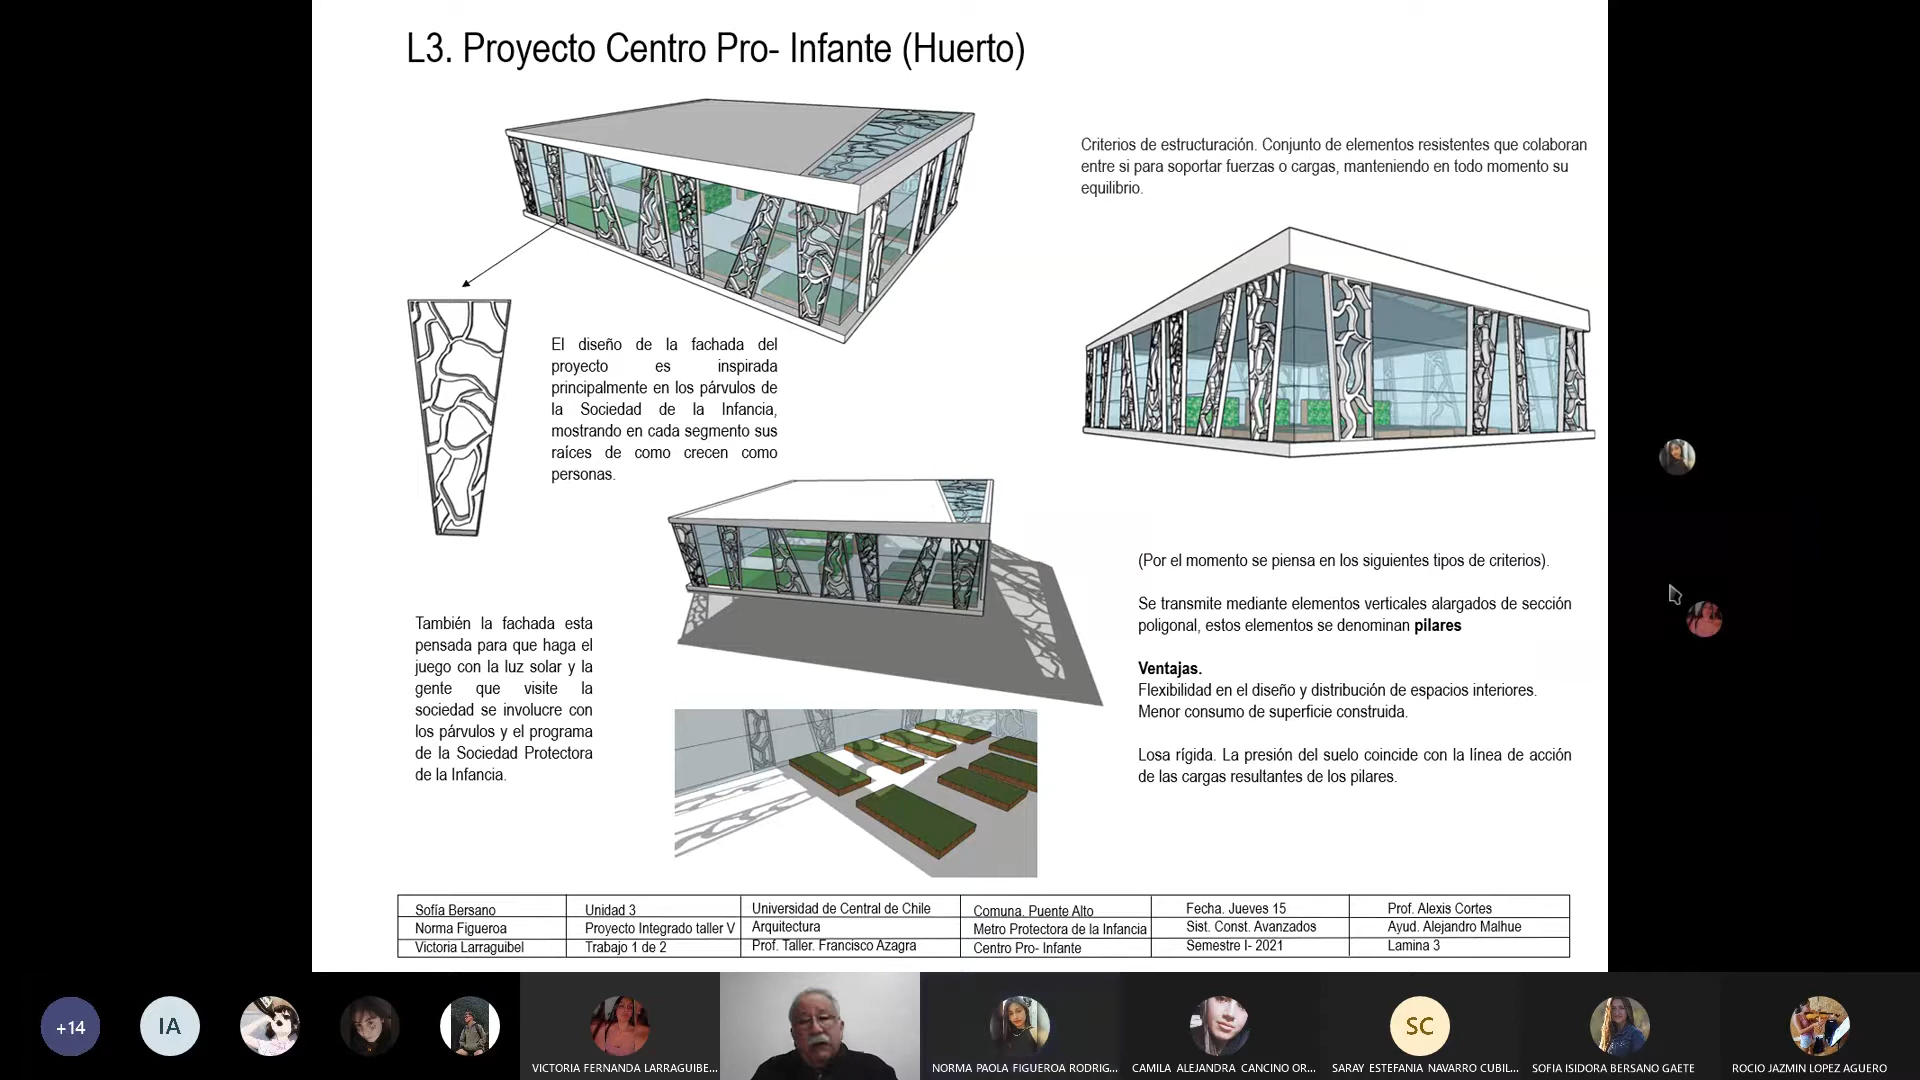 L3. Proyecto Centro Pro- Infante (Huerto)
Criterios de estructuración. Conjunto de elementos resistentes que colaboran
entre si para soportar fuerzas o cargas, manteniendo en todo momento su
equilibrio.
El diseño de la fachada del
proyecto es inspirada
principalmente en los párvulos de
la Sociedad de la Infancia,
mostrando en cada segmento sus
raíces de como crecen como
personas.
(Por el momento se piensa en los siguientes tipos de criterios).
Se transmite mediante elementos verticales alargados de sección
poligonal, estos elementos se denominan pilares
Ventajas.
Flexibilidad en el diseño y distribución de espacios interiores.
Menor consumo de superficie construida.
Losa rígida. La presión del suelo coincide con la línea de acción
de las cargas resultantes de los pilares.
También la fachada esta
pensada para que haga el
juego con la luz solar y la
gente que visite la
sociedad se involucre con
los párvulos y el programa
de la Sociedad Protectora
de la Infancia.
Sofía Bersano Unidad 3 Universidad de Central de Chile Comuna. Puente Alto Fecha. Jueves 15 Prof. Alexis Cortes
Norma Figueroa Proyecto Integrado taller V Arquitectura Metro Protectora de la Infancia Sist. Const. Avanzados Ayud. Alejandro Malhue
Victoria Larraguibel Trabajo 1 de 2 Prof. Taller. Francisco Azagra Centro Pro- Infante Semestre I- 2021 Lamina 3
+14 IA SC
VICTORIA FERNANDA LARRAGUIBE... NORMA PAOLA FIGUEROA RODRIG... CAMILA ALEJANDRA CANCINO OR... SARAY ESTEFANIA NAVARRO CUBIL... SOFIA ISIDORA BERSANO GAETE ROCIO JAZMIN LOPEZ AGUERO